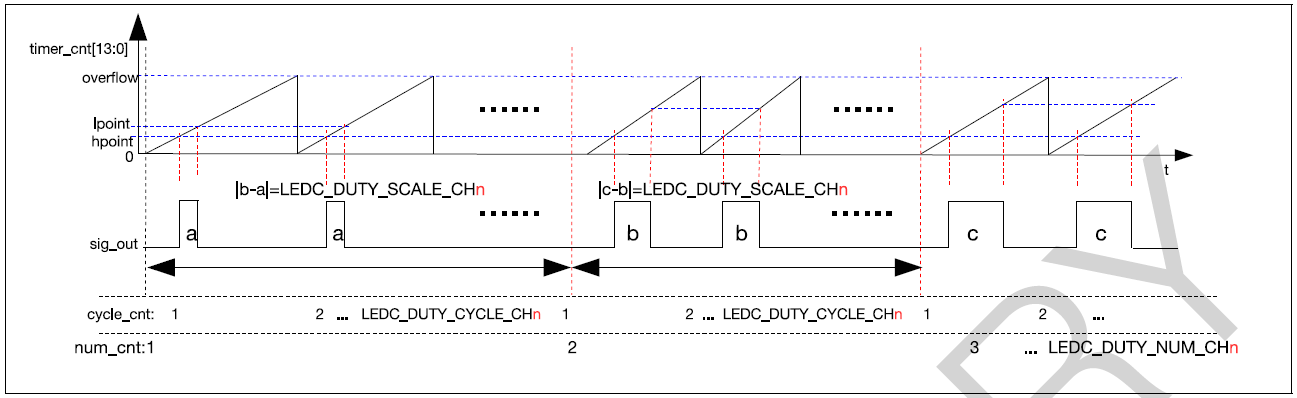 timer_cnt[13:0]
overflow
lpoint
hpoint
0
t
|b-a|=LEDC_DUTY_SCALE_CHn |c-b|=LEDC_DUTY_SCALE_CHn
sig_out a a b b c c
cycle_cnt: 1 2 ... LEDC_DUTY_CYCLE_CHn 1 2 ... LEDC_DUTY_CYCLE_CHn 1 2 ...
num_cnt:1 2 3 ... LEDC_DUTY_NUM_CHn
RY